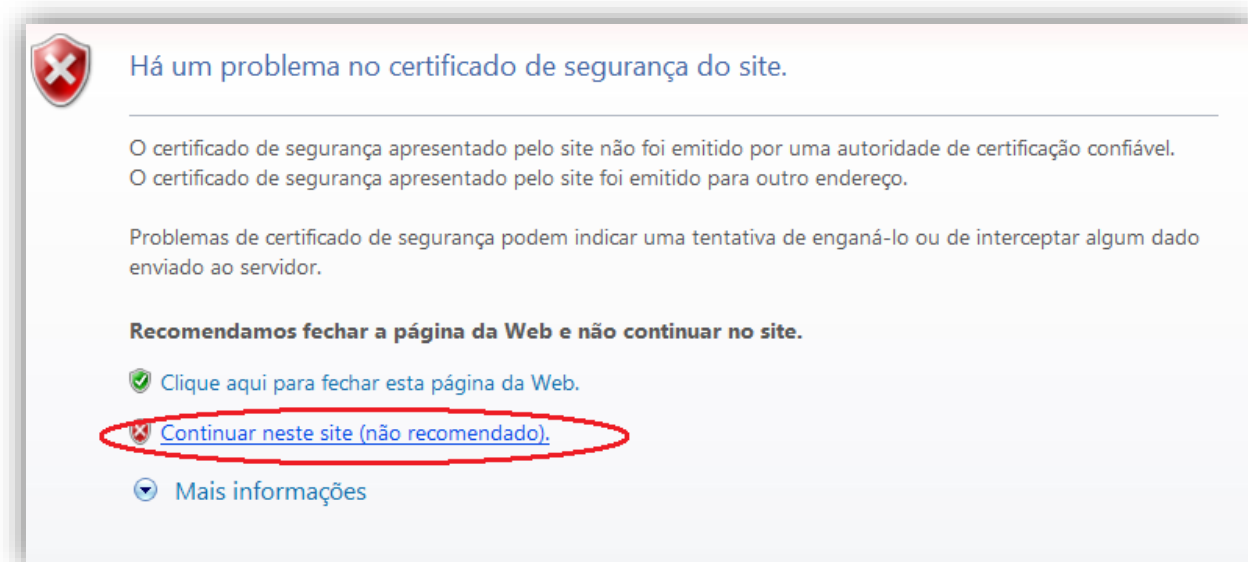 Há um problema no certificado de segurança do site.
O certificado de segurança apresentado pelo site não foi emitido por uma autoridade de certificação confiável.
O certificado de segurança apresentado pelo site foi emitido para outro endereço.
Problemas de certificado de segurança podem indicar uma tentativa de enganá-lo ou de interceptar algum dado
enviado ao servidor.
Recomendamos fechar a página da Web e não continuar no site.
Clique aqui para fechar esta página da Web.
Continuar neste site (não recomendado).
Mais informações